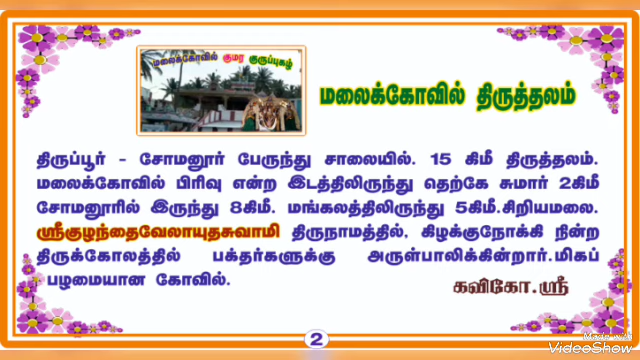 மலைக்கோவில் குமர குருப்புகழ்
மலைக்கோவில் திருத்தலம்
திருப்பூர் - சோமனூர் பேருந்து சாலையில். 15 கிமீ திருத்தலம்.
மலைக்கோவில் பிரிவு என்ற இடத்திலிருந்து தெற்கே சுமார் 2கிமீ
சோமனூரில் இருந்து 8கிமீ. மங்கலத்திலிருந்து 5கிமீ.சிறியமலை.
ஸ்ரீகுழந்தைவேலாயுதசுவாமி திருநாமத்தில், கிழக்குநோக்கி நின்ற
திருக்கோலத்தில் பக்தர்களுக்கு அருள்பாலிக்கின்றார்.மிகப்
பழமையான கோவில்.
கவிகோ.ஸ்ரீ
2
Made with
VideoShow